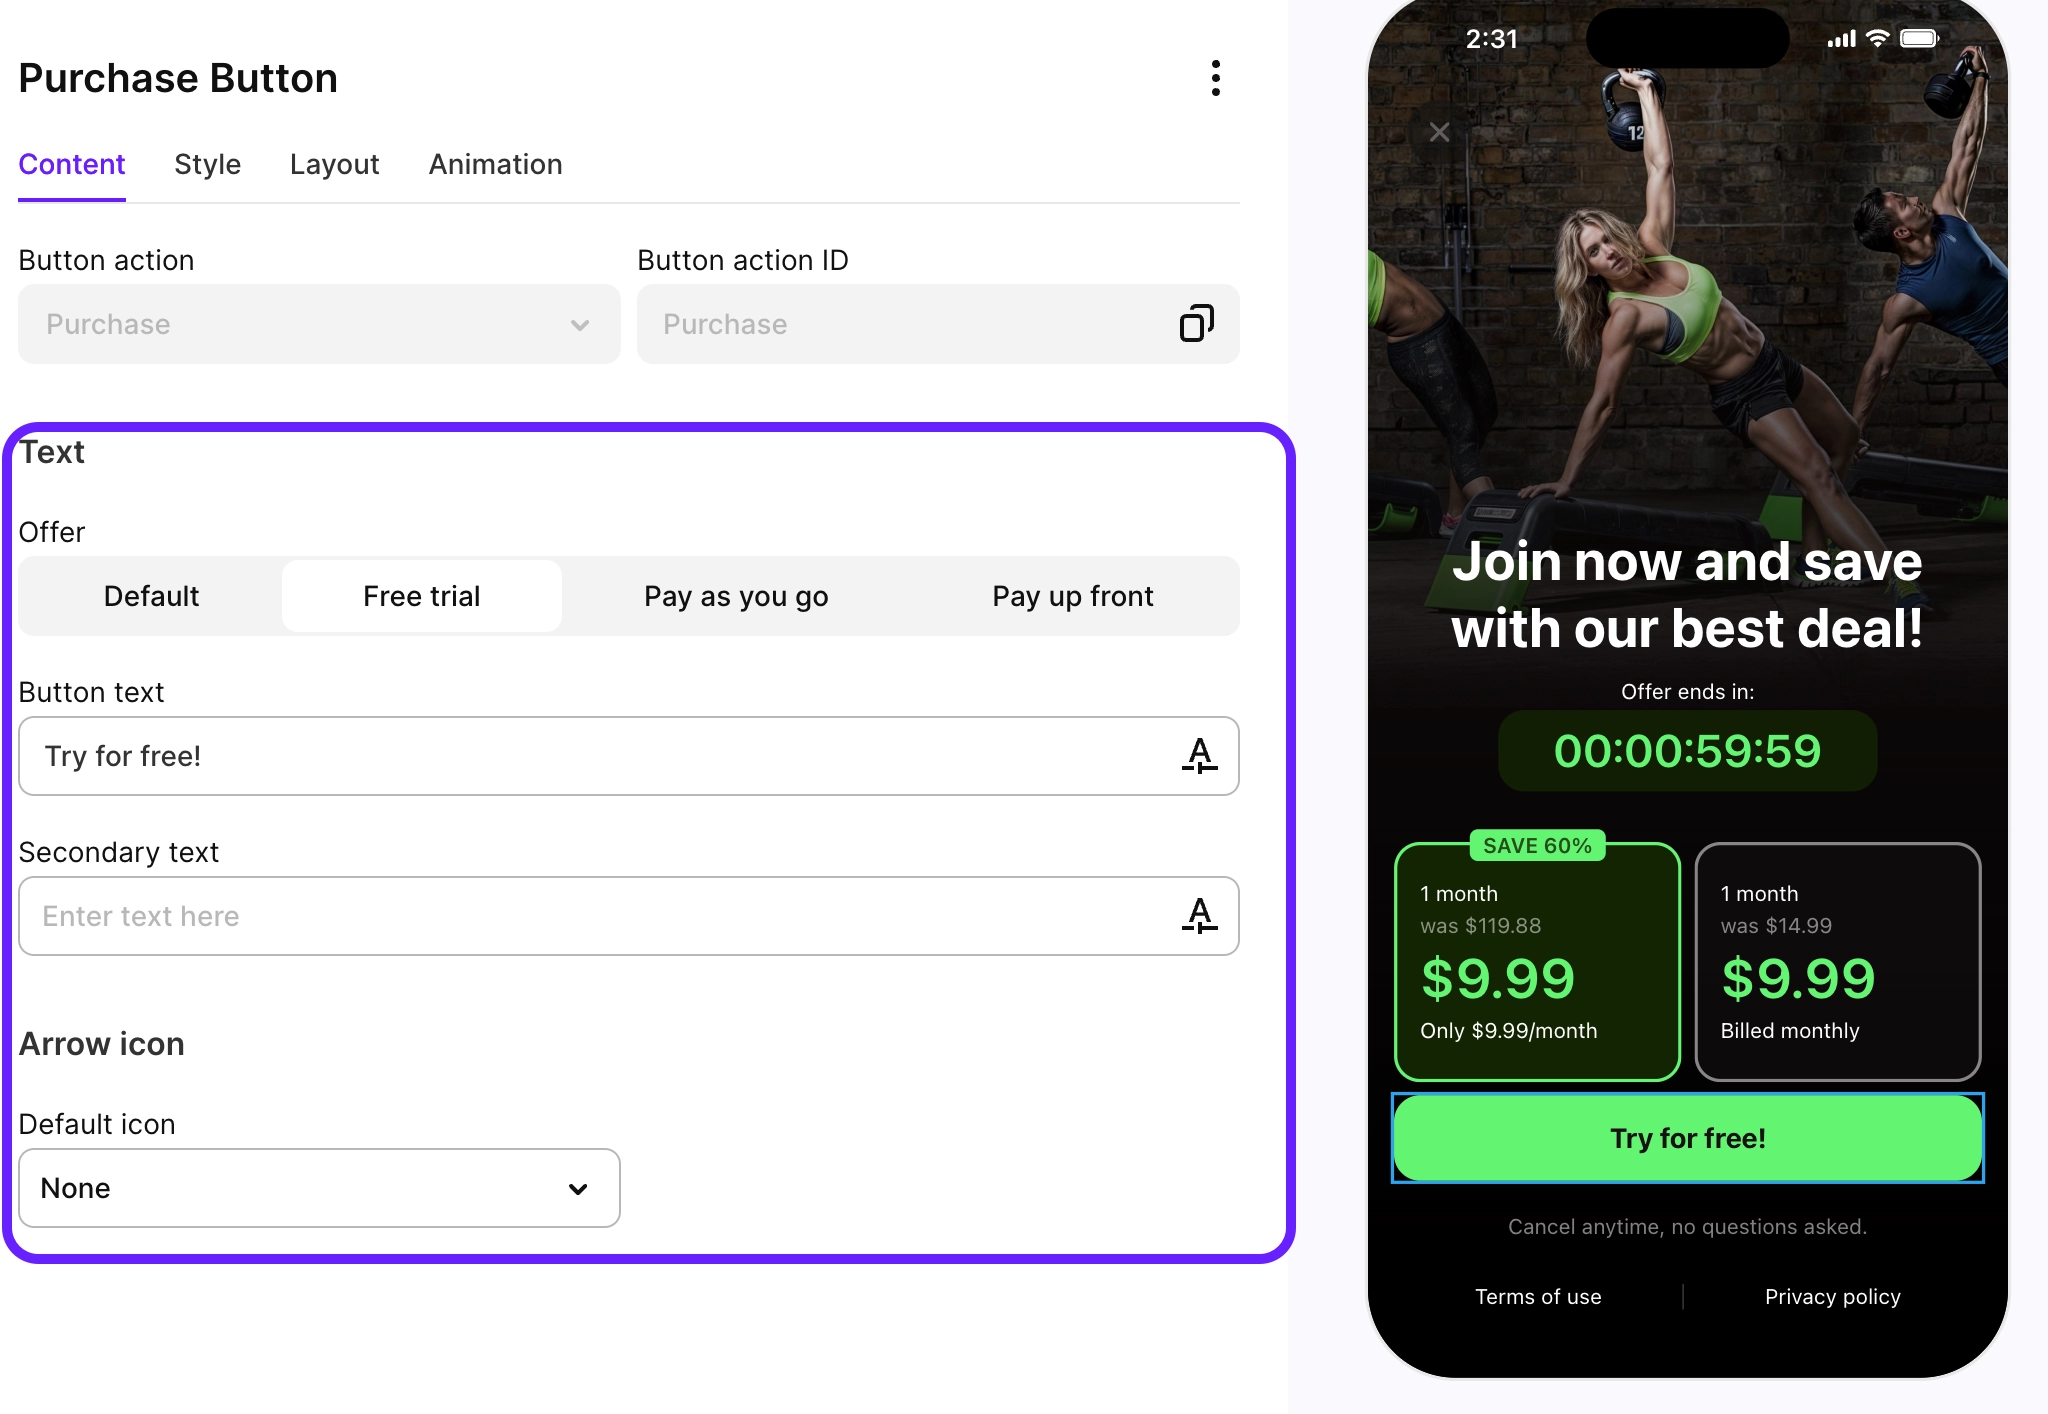 Purchase Button
Content Style Layout Animation
Button action
Button action ID
Purchase
Purchase
Text
Offer
Default Free trial Pay as you go Pay up front
Button text
Try for free!
Secondary text
Enter text here
Arrow icon
Default icon
None
2:31
12
Join now and save
with our best deal!
Offer ends in:
00:00:59:59
SAVE 60%
1 month
was $119.88
$9.99
Only $9.99/month
1 month
was $14.99
$9.99
Billed monthly
Try for free!
Cancel anytime, no questions asked.
Terms of use
Privacy policy